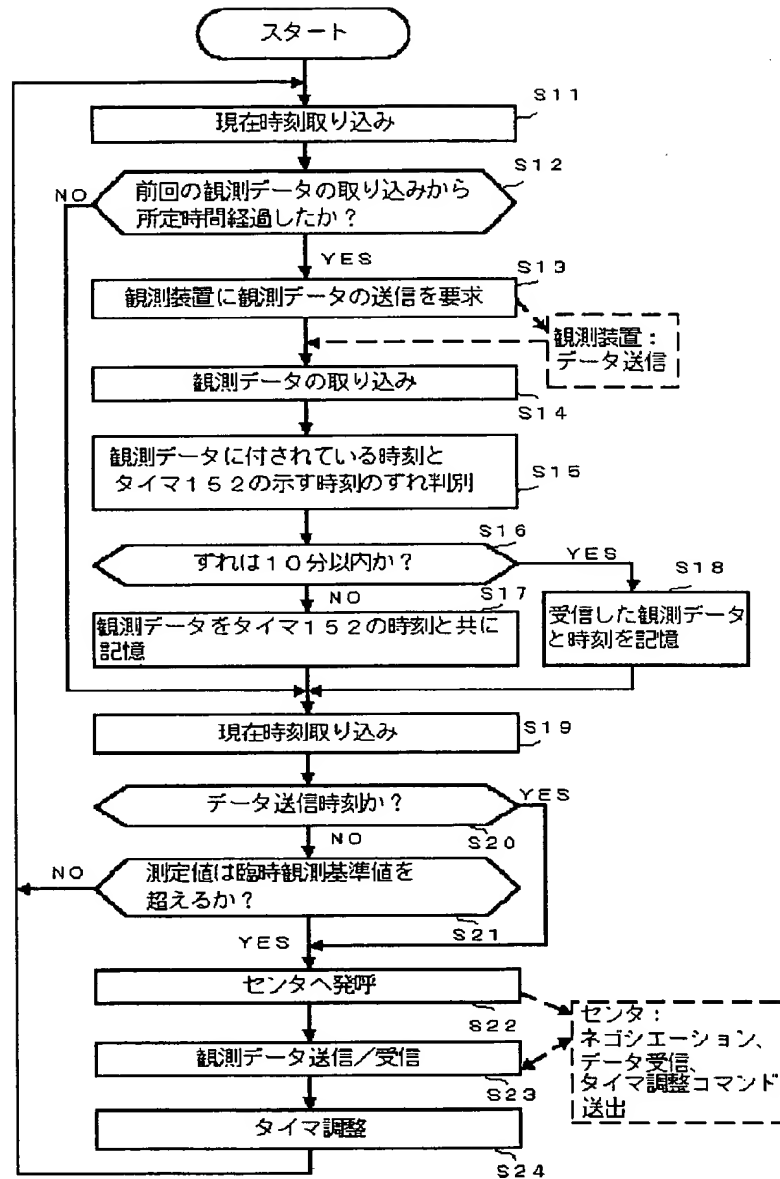 スタート
S11
現在時刻取り込み
S12
NO
前回の観測データの取り込みから
所定時間経過したか？
YES
S13
観測装置に観測データの送信を要求
観測装置：
データ送信
観測データの取り込み
S14
観測データに付されている時刻と
タイマ１５２の示す時刻のずれ判別
S15
S16
ずれは１０分以内か？
YES
NO
S17
S18
観測データをタイマ１５２の時刻と共に
記憶
受信した観測データ
と時刻を記憶
現在時刻取り込み
S19
データ送信時刻か？
YES
S20
NO
NO
測定値は臨時観測基準値を
超えるか？
S21
YES
センタへ発呼
S22
センタ：
ネゴシエーション、
データ受信、
タイマ調整コマンド
送出
観測データ送信／受信
S23
タイマ調整
S24